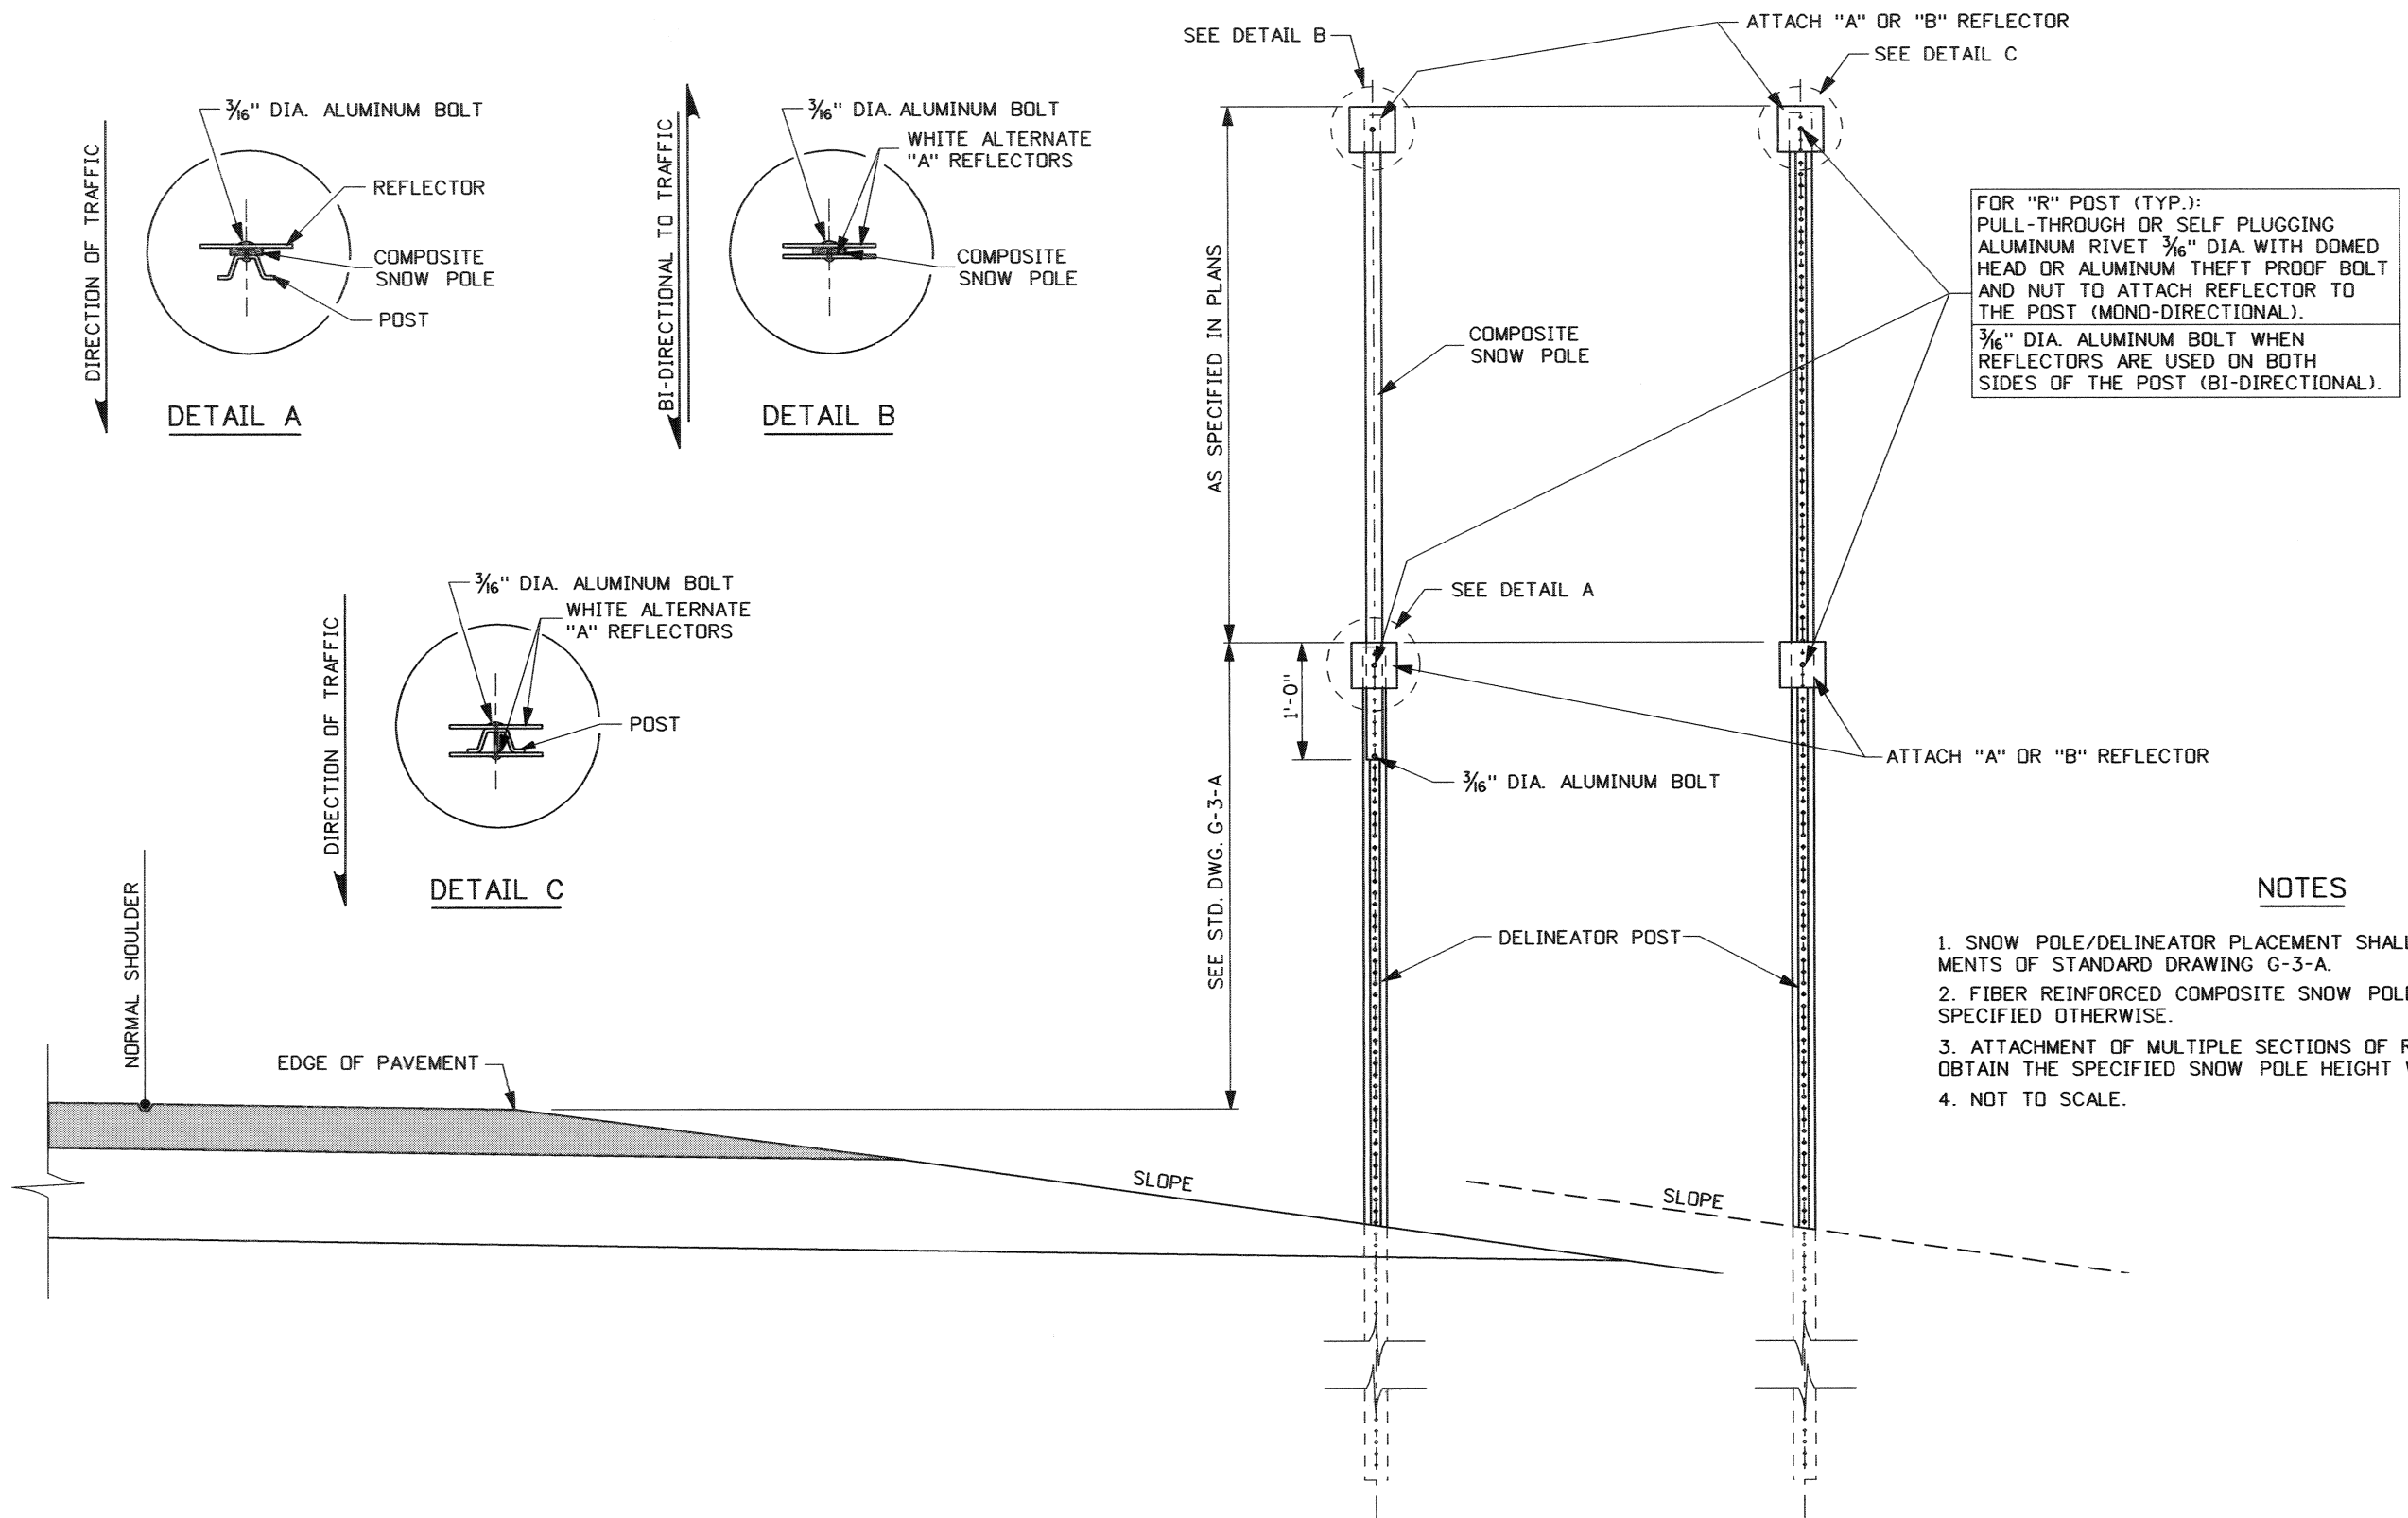 SEE DETAIL B
ATTACH "A" OR "B" REFLECTOR
SEE DETAIL C
DIRECTION OF TRAFFIC
3/16" DIA. ALUMINUM BOLT
REFLECTOR
COMPOSITE
SNOW POLE
POST
DETAIL A
BI-DIRECTIONAL TO TRAFFIC
3/16" DIA. ALUMINUM BOLT
WHITE ALTERNATE
"A" REFLECTORS
COMPOSITE
SNOW POLE
DETAIL B
AS SPECIFIED IN PLANS
COMPOSITE
SNOW POLE
FOR "R" POST (TYP.):
PULL-THROUGH OR SELF PLUGGING
ALUMINUM RIVET 3/16" DIA. WITH DOMED
HEAD OR ALUMINUM THEFT PROOF BOLT
AND NUT TO ATTACH REFLECTOR TO
THE POST (MONO-DIRECTIONAL).
3/16" DIA. ALUMINUM BOLT WHEN
REFLECTORS ARE USED ON BOTH
SIDES OF THE POST (BI-DIRECTIONAL).
DIRECTION OF TRAFFIC
3/16" DIA. ALUMINUM BOLT
WHITE ALTERNATE
"A" REFLECTORS
POST
DETAIL C
SEE DETAIL A
1'-0"
3/16" DIA. ALUMINUM BOLT
ATTACH "A" OR "B" REFLECTOR
SEE STD. DWG. G-3-A
DELINEATOR POST
NORMAL SHOULDER
EDGE OF PAVEMENT
SLOPE
SLOPE
NOTES
1. SNOW POLE/DELINEATOR PLACEMENT
MENTS OF STANDARD DRAWING G-3-A.
2. FIBER REINFORCED COMPOSITE SNOW
SPECIFIED OTHERWISE.
3. ATTACHMENT OF MULTIPLE SECTIONS OF
OBTAIN THE SPECIFIED SNOW POLE HEIGHT
4. NOT TO SCALE.